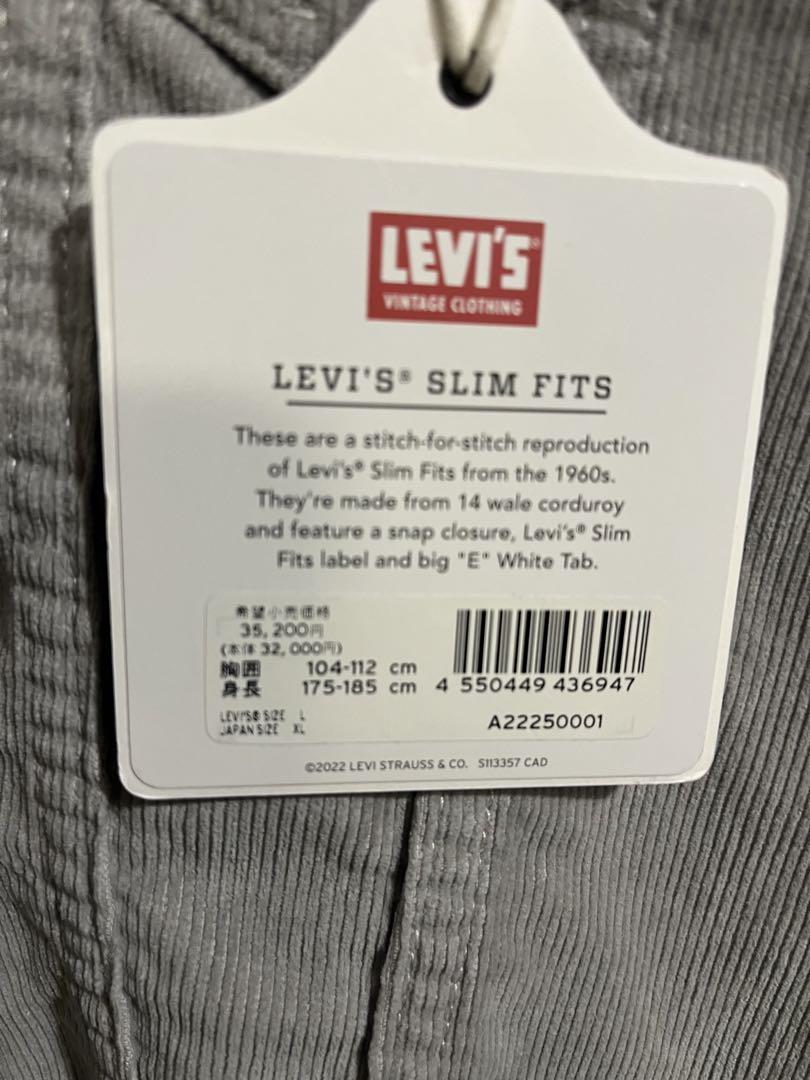 LEVI'S®
VINTAGE CLOTHING
LEVI'S® SLIM FITS
These are a stitch-for-stitch reproduction
of Levi's® Slim Fits from the 1960s.
They're made from 14 wale corduroy
and feature a snap closure, Levi's® Slim
Fits label and big "E" White Tab.
希望小売価格
35,200円
(本体 32,000円)
胸囲 104-112 cm
身長 175-185 cm
4 550449 436947
LEVI'S® SIZE L
JAPAN SIZE XL
A22250001
©2022 LEVI STRAUSS & CO. S113357 CAD